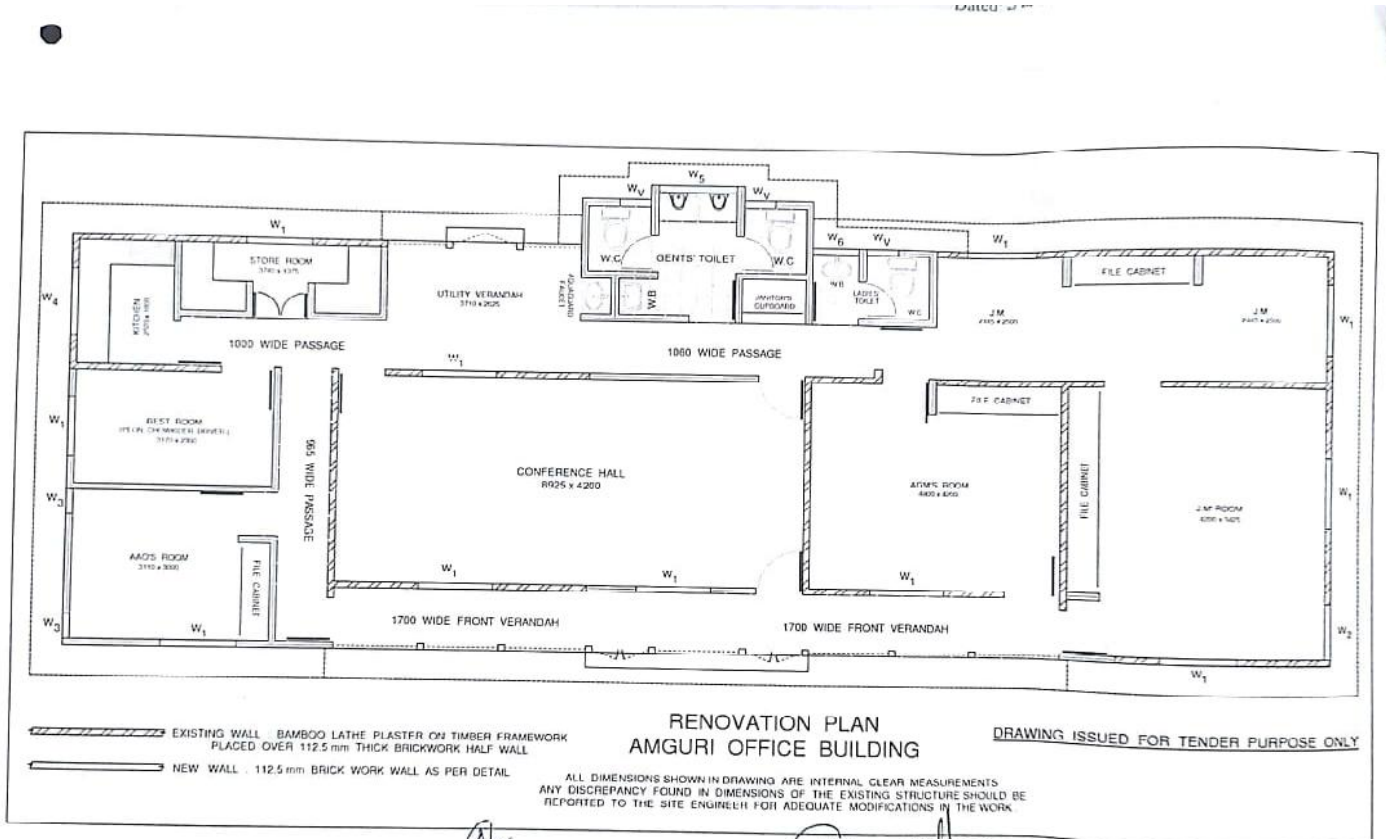 Dated
W5
WV
WV
W1
W6
WV
W1
STORE ROOM
W.C
GENTS' TOILET
W.C
FILE CABINET
W4
KITCHEN
UTILITY VERANDAH
3710 x 2625
AQUAGUARD
FAUCET
W.B
JANITOR'S
CUPBOARD
W.B
LADIES
TOILET
W.C
J.M.
J.M
W1
1000 WIDE PASSAGE
W1
1060 WIDE PASSAGE
W1
REST ROOM
FILE CABINET
W3
965 WIDE PASSAGE
CONFERENCE HALL
8925 x 4200
AGM'S ROOM
FILE CABINET
W1
J.M' ROOM
AAO'S ROOM
FILE CABINET
W1
W1
W1
W3
W1
1700 WIDE FRONT VERANDAH
1700 WIDE FRONT VERANDAH
W2
W1
EXISTING WALL : BAMBOO LATHE PLASTER ON TIMBER FRAMEWORK
PLACED OVER 112.5 mm THICK BRICKWORK HALF WALL
NEW WALL : 112.5 mm BRICK WORK WALL AS PER DETAIL
RENOVATION PLAN
AMGURI OFFICE BUILDING
DRAWING ISSUED FOR TENDER PURPOSE ONLY
ALL DIMENSIONS SHOWN IN DRAWING ARE INTERNAL CLEAR MEASUREMENTS
ANY DISCREPANCY FOUND IN DIMENSIONS OF THE EXISTING STRUCTURE SHOULD BE
REPORTED TO THE SITE ENGINEER FOR ADEQUATE MODIFICATIONS IN THE WORK